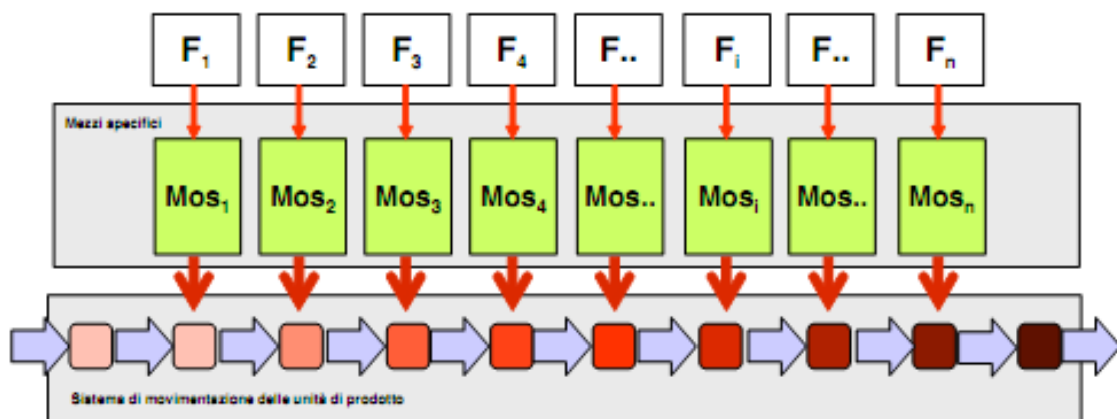 F₁ F₂ F₃ F₄ F.. Fᵢ F.. Fₙ
Mezzi specifici
Mos₁ Mos₂ Mos₃ Mos₄ Mos.. Mosᵢ Mos.. Mosₙ
Sistema di movimentazione delle unità di prodotto